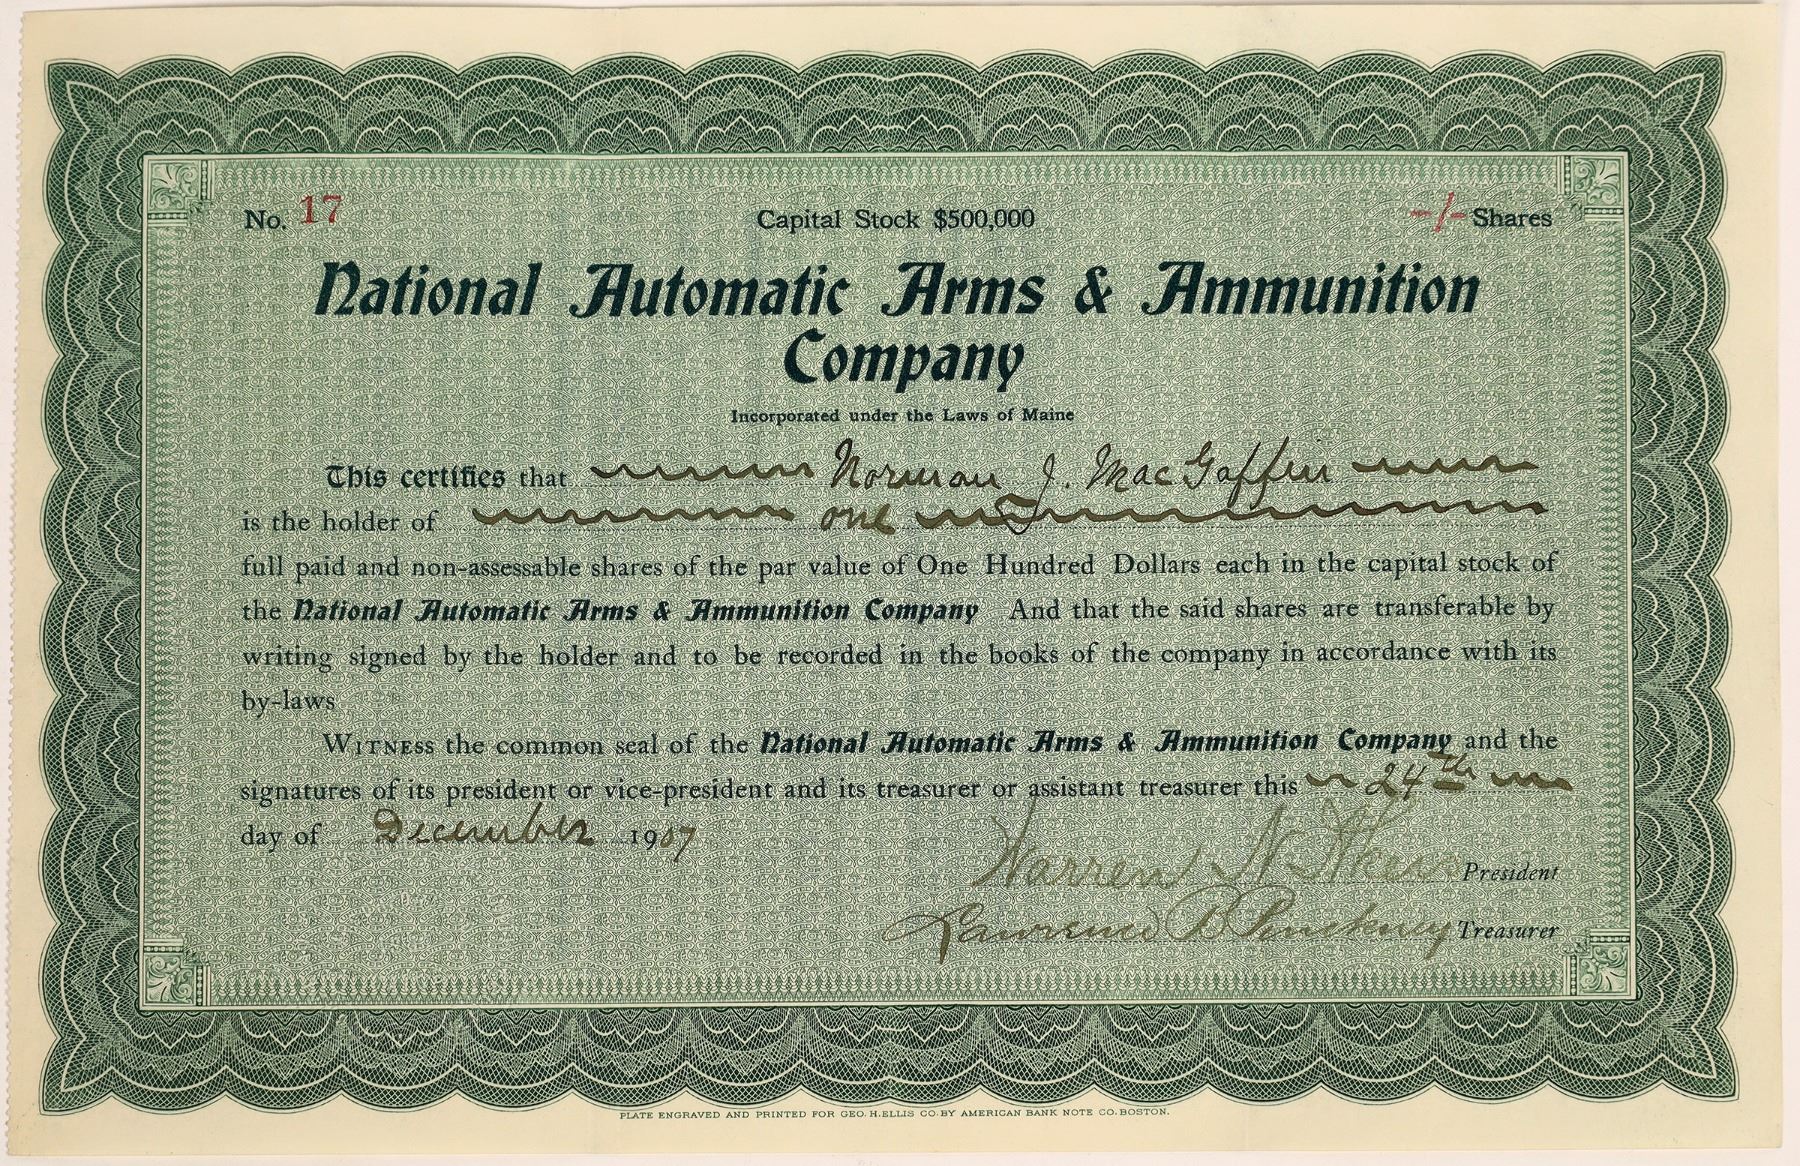 No. 17 Capital Stock $500,000 -/- Shares
National Automatic Arms & Ammunition
Company
Incorporated under the Laws of Maine
This certifies that Norman J. MacGaffin
is the holder of one
full paid and non-assessable shares of the par value of One Hundred Dollars each in the capital stock of
the National Automatic Arms & Ammunition Company And that the said shares are transferable by
writing signed by the holder and to be recorded in the books of the company in accordance with its
by-laws
WITNESS the common seal of the National Automatic Arms & Ammunition Company and the
signatures of its president or vice-president and its treasurer or assistant treasurer this 24th
day of December 1907
Warren President
Lawrence B Pinckney Treasurer
PLATE ENGRAVED AND PRINTED FOR GEO. H. ELLIS CO. BY AMERICAN BANK NOTE CO. BOSTON.